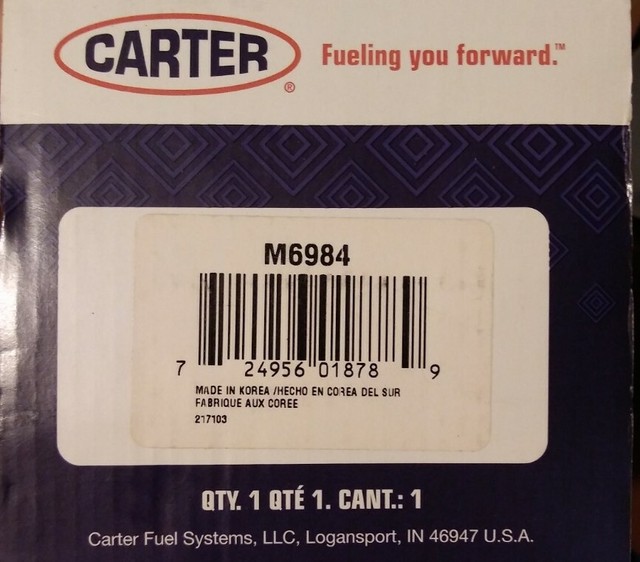 CARTER® Fueling you forward.™
M6984
7 24956 01878 9
MADE IN KOREA /HECHO EN COREA DEL SUR
FABRIQUE AUX COREE
217103
QTY. 1 QTÉ 1. CANT.: 1
Carter Fuel Systems, LLC, Logansport, IN 46947 U.S.A.